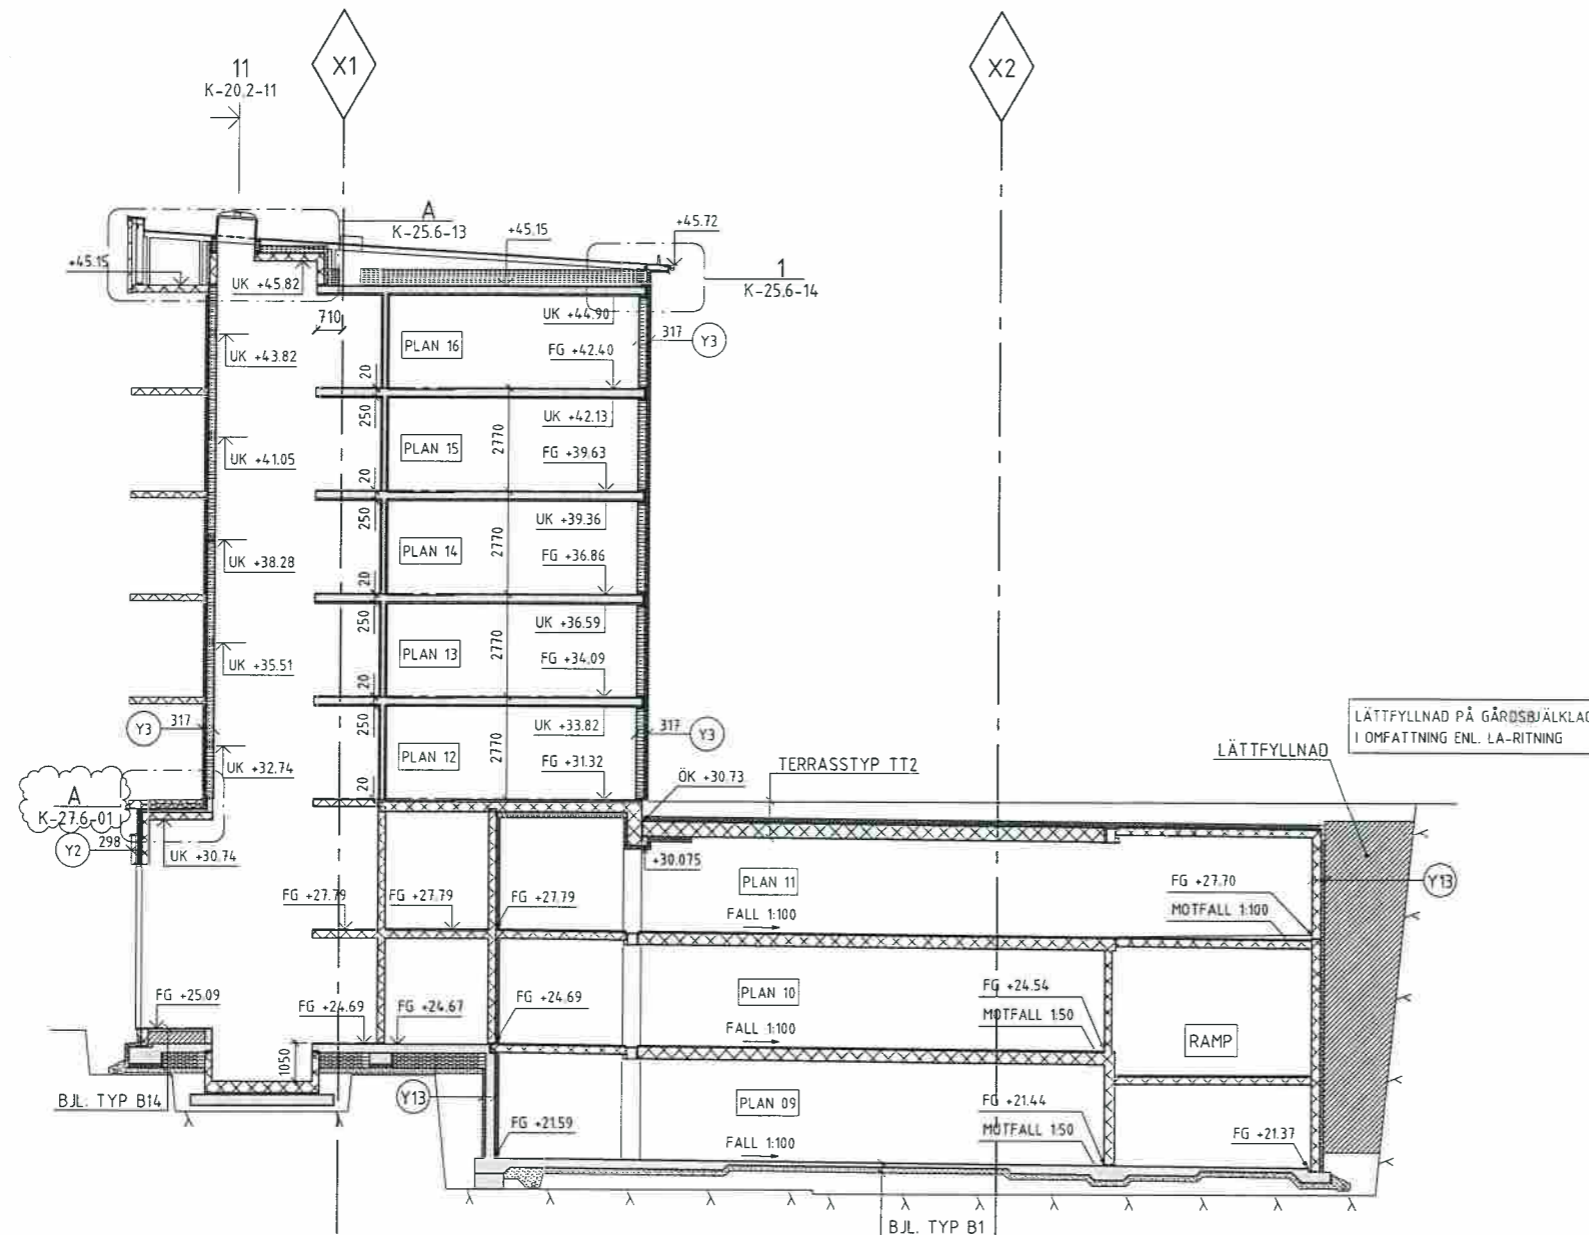 11
K-20.2-11
X1
X2
A
K-25.6-13
+45.15
+45.72
+45.15
UK +45.82
1
K-25.6-14
710
UK +44.90
317
Y3
UK +43.82
PLAN 16
FG +42.40
20
250
UK +42.13
PLAN 15
2770
UK +41.05
FG +39.63
20
250
UK +39.36
PLAN 14
2770
UK +38.28
FG +36.86
20
250
UK +36.59
PLAN 13
2770
UK +35.51
FG +34.09
20
250
UK +33.82
317
Y3
317
Y3
PLAN 12
2770
UK +32.74
FG +31.32
20
LÄTTFYLLNAD PÅ GÅRDSBJÄLKLAG
I OMFATTNING ENL. LA-RITNING
LÄTTFYLLNAD
TERRASSTYP TT2
ÖK +30.73
A
K-27.6-01
Y2
298
UK +30.74
+30.075
PLAN 11
FG +27.70
Y13
FG +27.79
FG +27.79
FG +27.79
FALL 1:100
MOTFALL 1:100
FG +25.09
FG +24.69
FG +24.67
FG +24.69
PLAN 10
FG +24.54
FALL 1:100
MOTFALL 1:50
RAMP
1050
BJL. TYP B14
Y13
PLAN 09
FG +21.44
FG +21.59
FALL 1:100
MOTFALL 1:50
FG +21.37
BJL. TYP B1